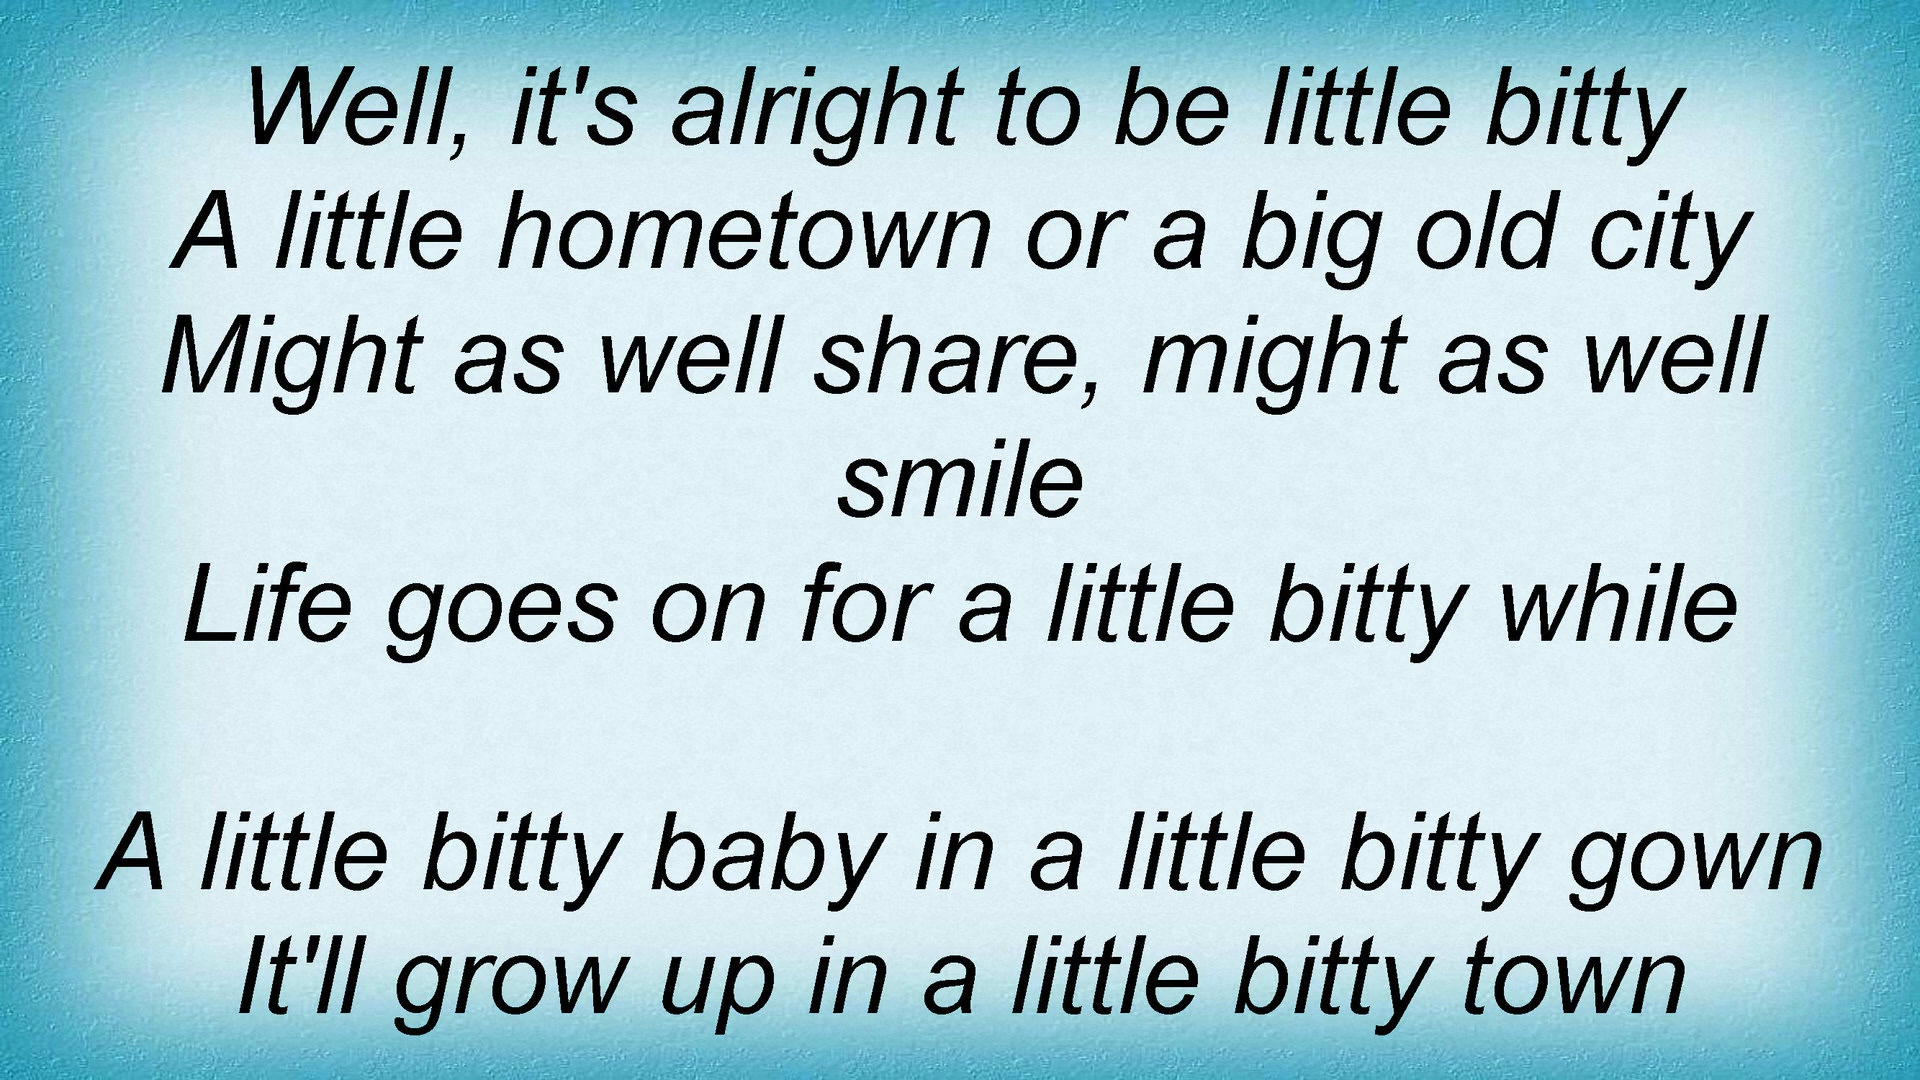 Well, it's alright to be little bitty
A little hometown or a big old city
Might as well share, might as well
smile
Life goes on for a little bitty while
A little bitty baby in a little bitty gown
It'll grow up in a little bitty town